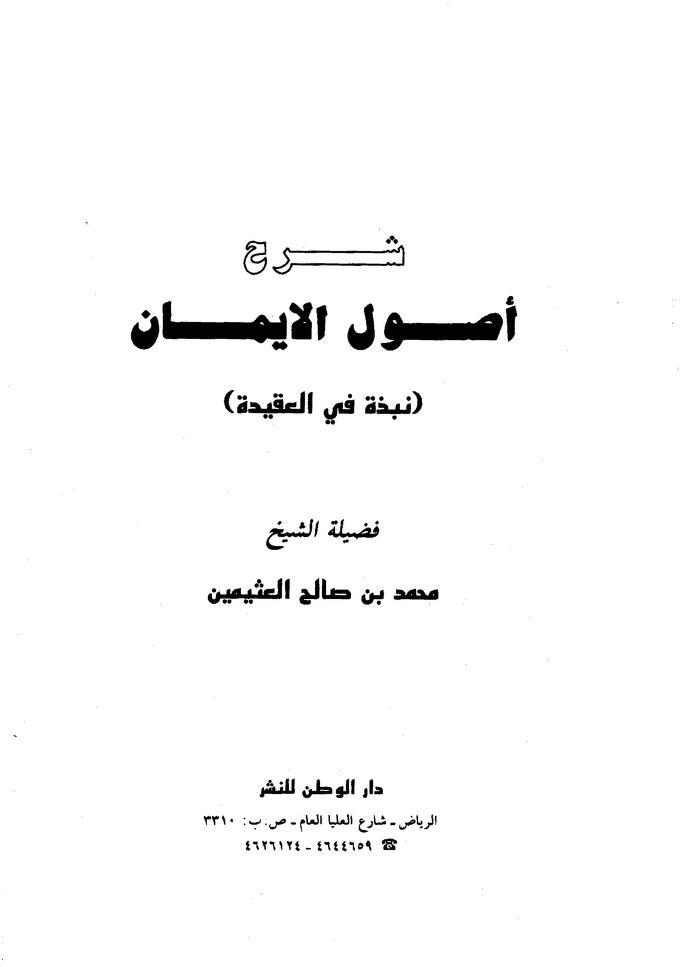 شرح
أصول الايمان
(نبذة في العقيدة)
فضيلة الشيخ
محمد بن صالح العثيمين
دار الوطن للنشر
الرياض ـ شارع العليا العام ـ ص. ب: ٣٣١٠
☎ ٤٦٤٤٦٥٩ ـ ٤٦٢٦١٢٤